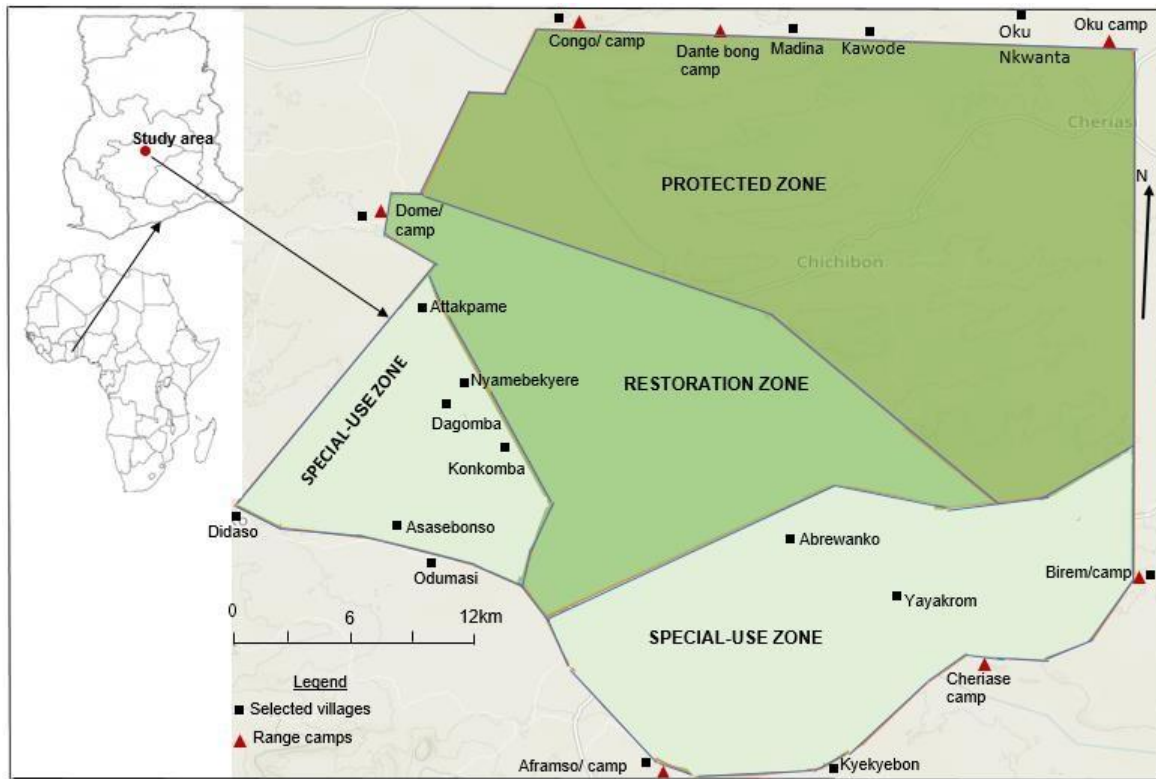 Congo/ camp
Dante bong
camp
Madina
Kawode
Oku
Nkwanta
Oku camp
Study area
Cheriasi
N
PROTECTED ZONE
Dome/
camp
Chichibon
Attakpame
SPECIAL-USE ZONE
Nyamebekyere
Dagomba
Konkomba
RESTORATION ZONE
Didaso
Asasebonso
Odumasi
Abrewanko
Birem/camp
Yayakrom
0
6
12km
SPECIAL-USE ZONE
Cheriase
camp
Legend
Selected villages
Range camps
Aframso/ camp
Kyekyebon